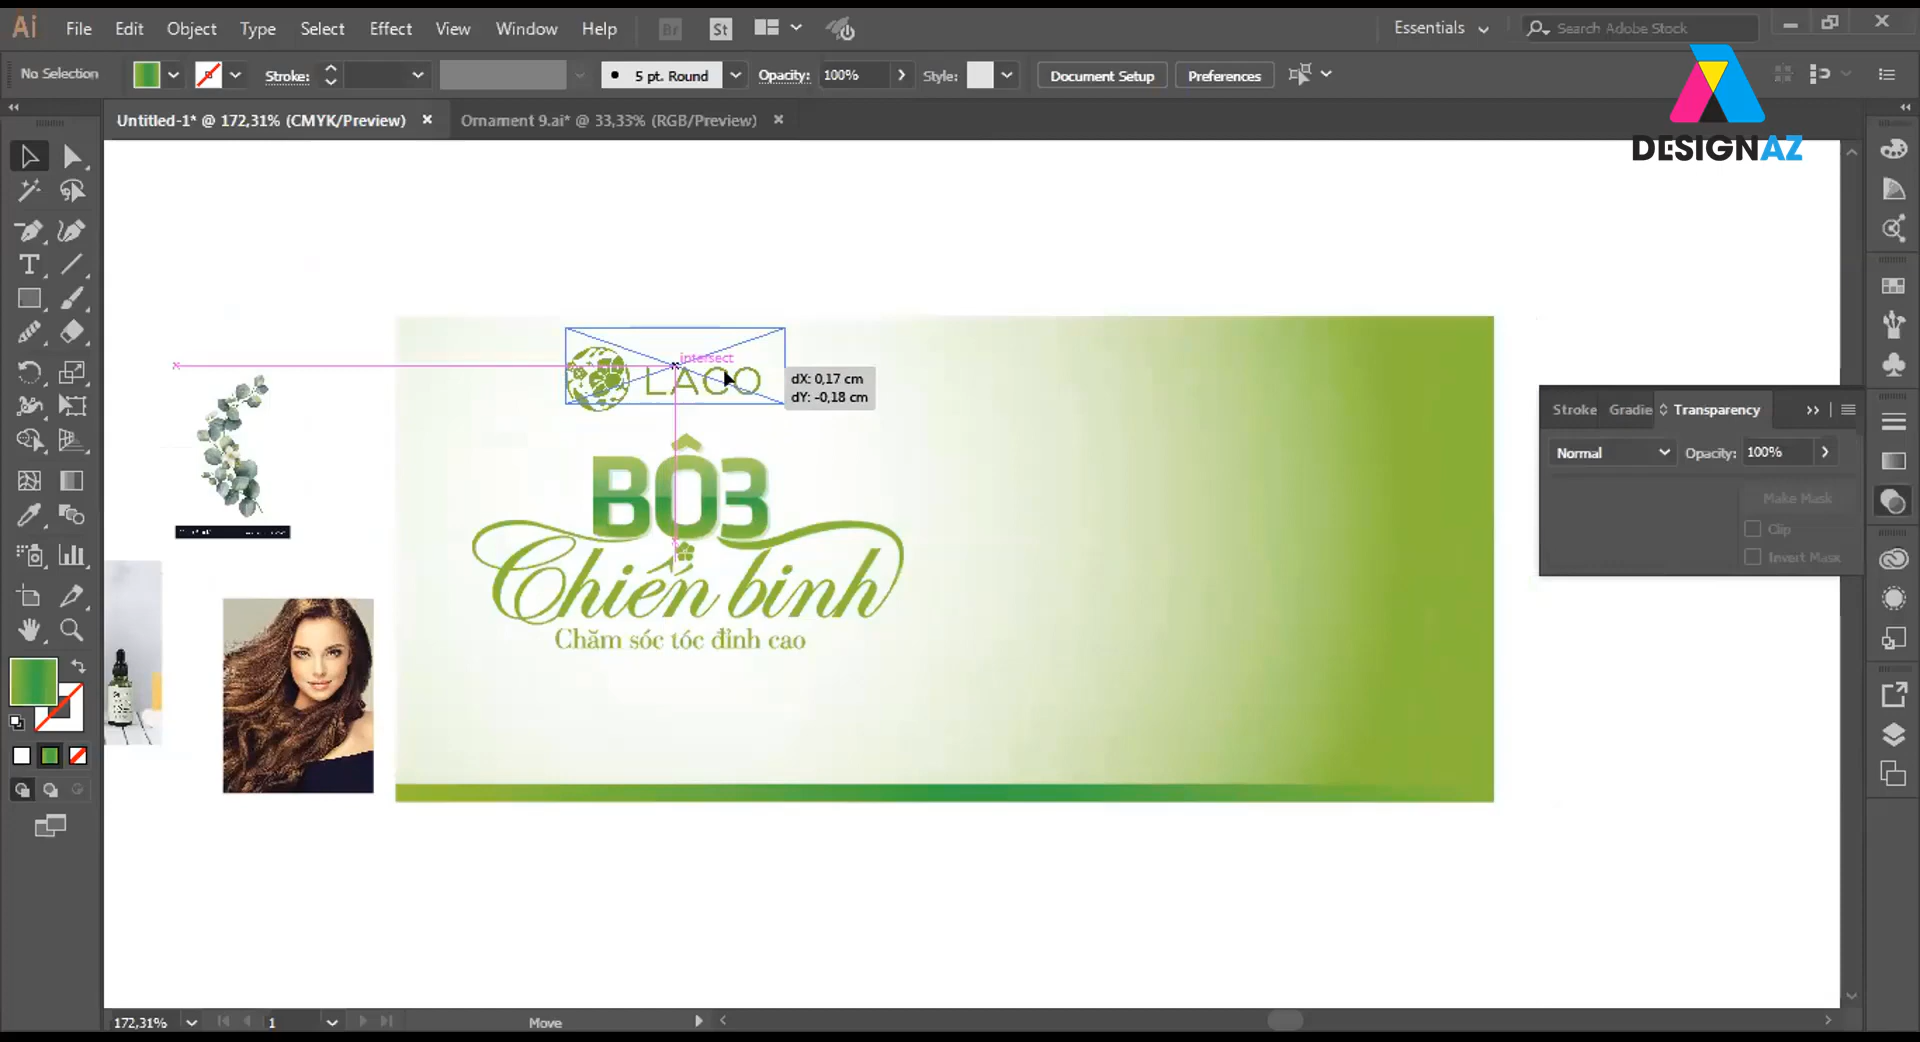 Ai File Edit Object Type Select Effect View Window Help Br St Essentials Search Adobe Stock
No Selection Stroke: 5 pt. Round Opacity: 100% Style: Document Setup Preferences
Untitled-1* @ 172,31% (CMYK/Preview) × Ornament 9.ai* @ 33,33% (RGB/Preview) ×
DESIGNAZ
intersect
LACO
dX: 0,17 cm
dY: -0,18 cm
Stroke Gradie Transparency
Normal Opacity: 100%
Make Mask
Clip
Invert Mask
BỘ3
Chiến binh
Chăm sóc tóc đỉnh cao
172,31% 1 Move